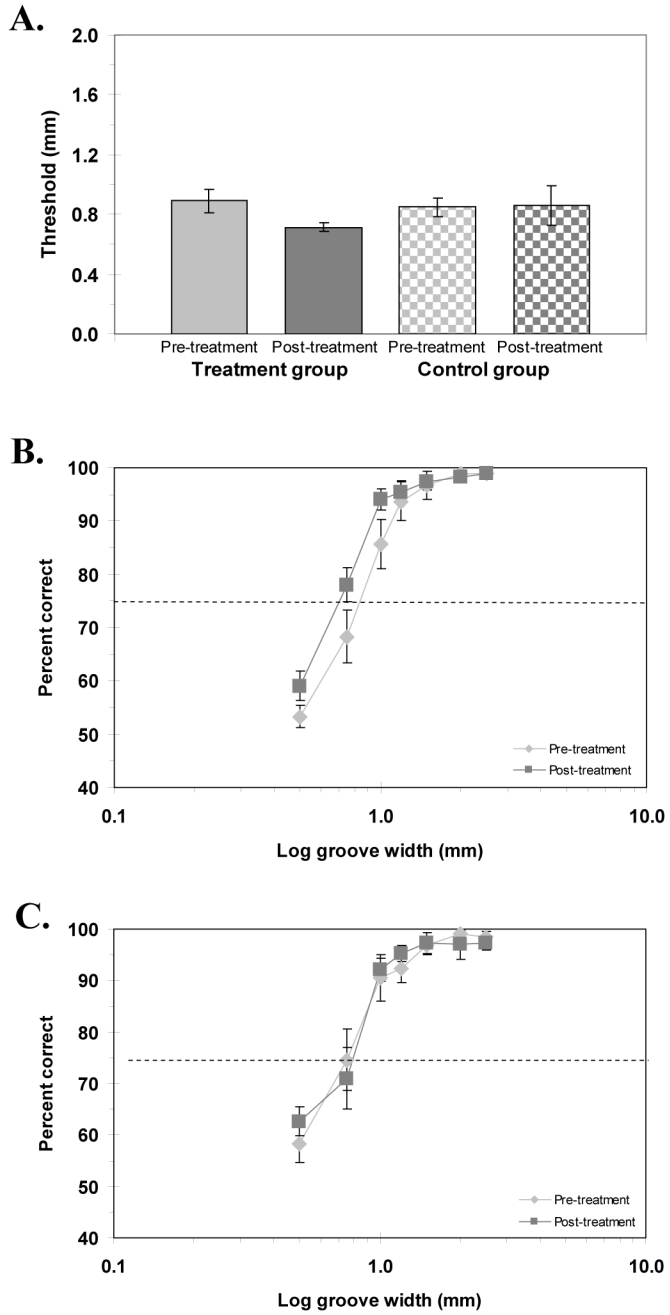 A.
2.0
1.6
1.2
0.8
0.4
0.0
Threshold (mm)
Pre-treatment Post-treatment Pre-treatment Post-treatment
Treatment group Control group
B.
100
90
80
70
60
50
40
Percent correct
Pre-treatment
Post-treatment
0.1 1.0 10.0
Log groove width (mm)
C.
100
90
80
70
60
50
40
Percent correct
Pre-treatment
Post-treatment
0.1 1.0 10.0
Log groove width (mm)